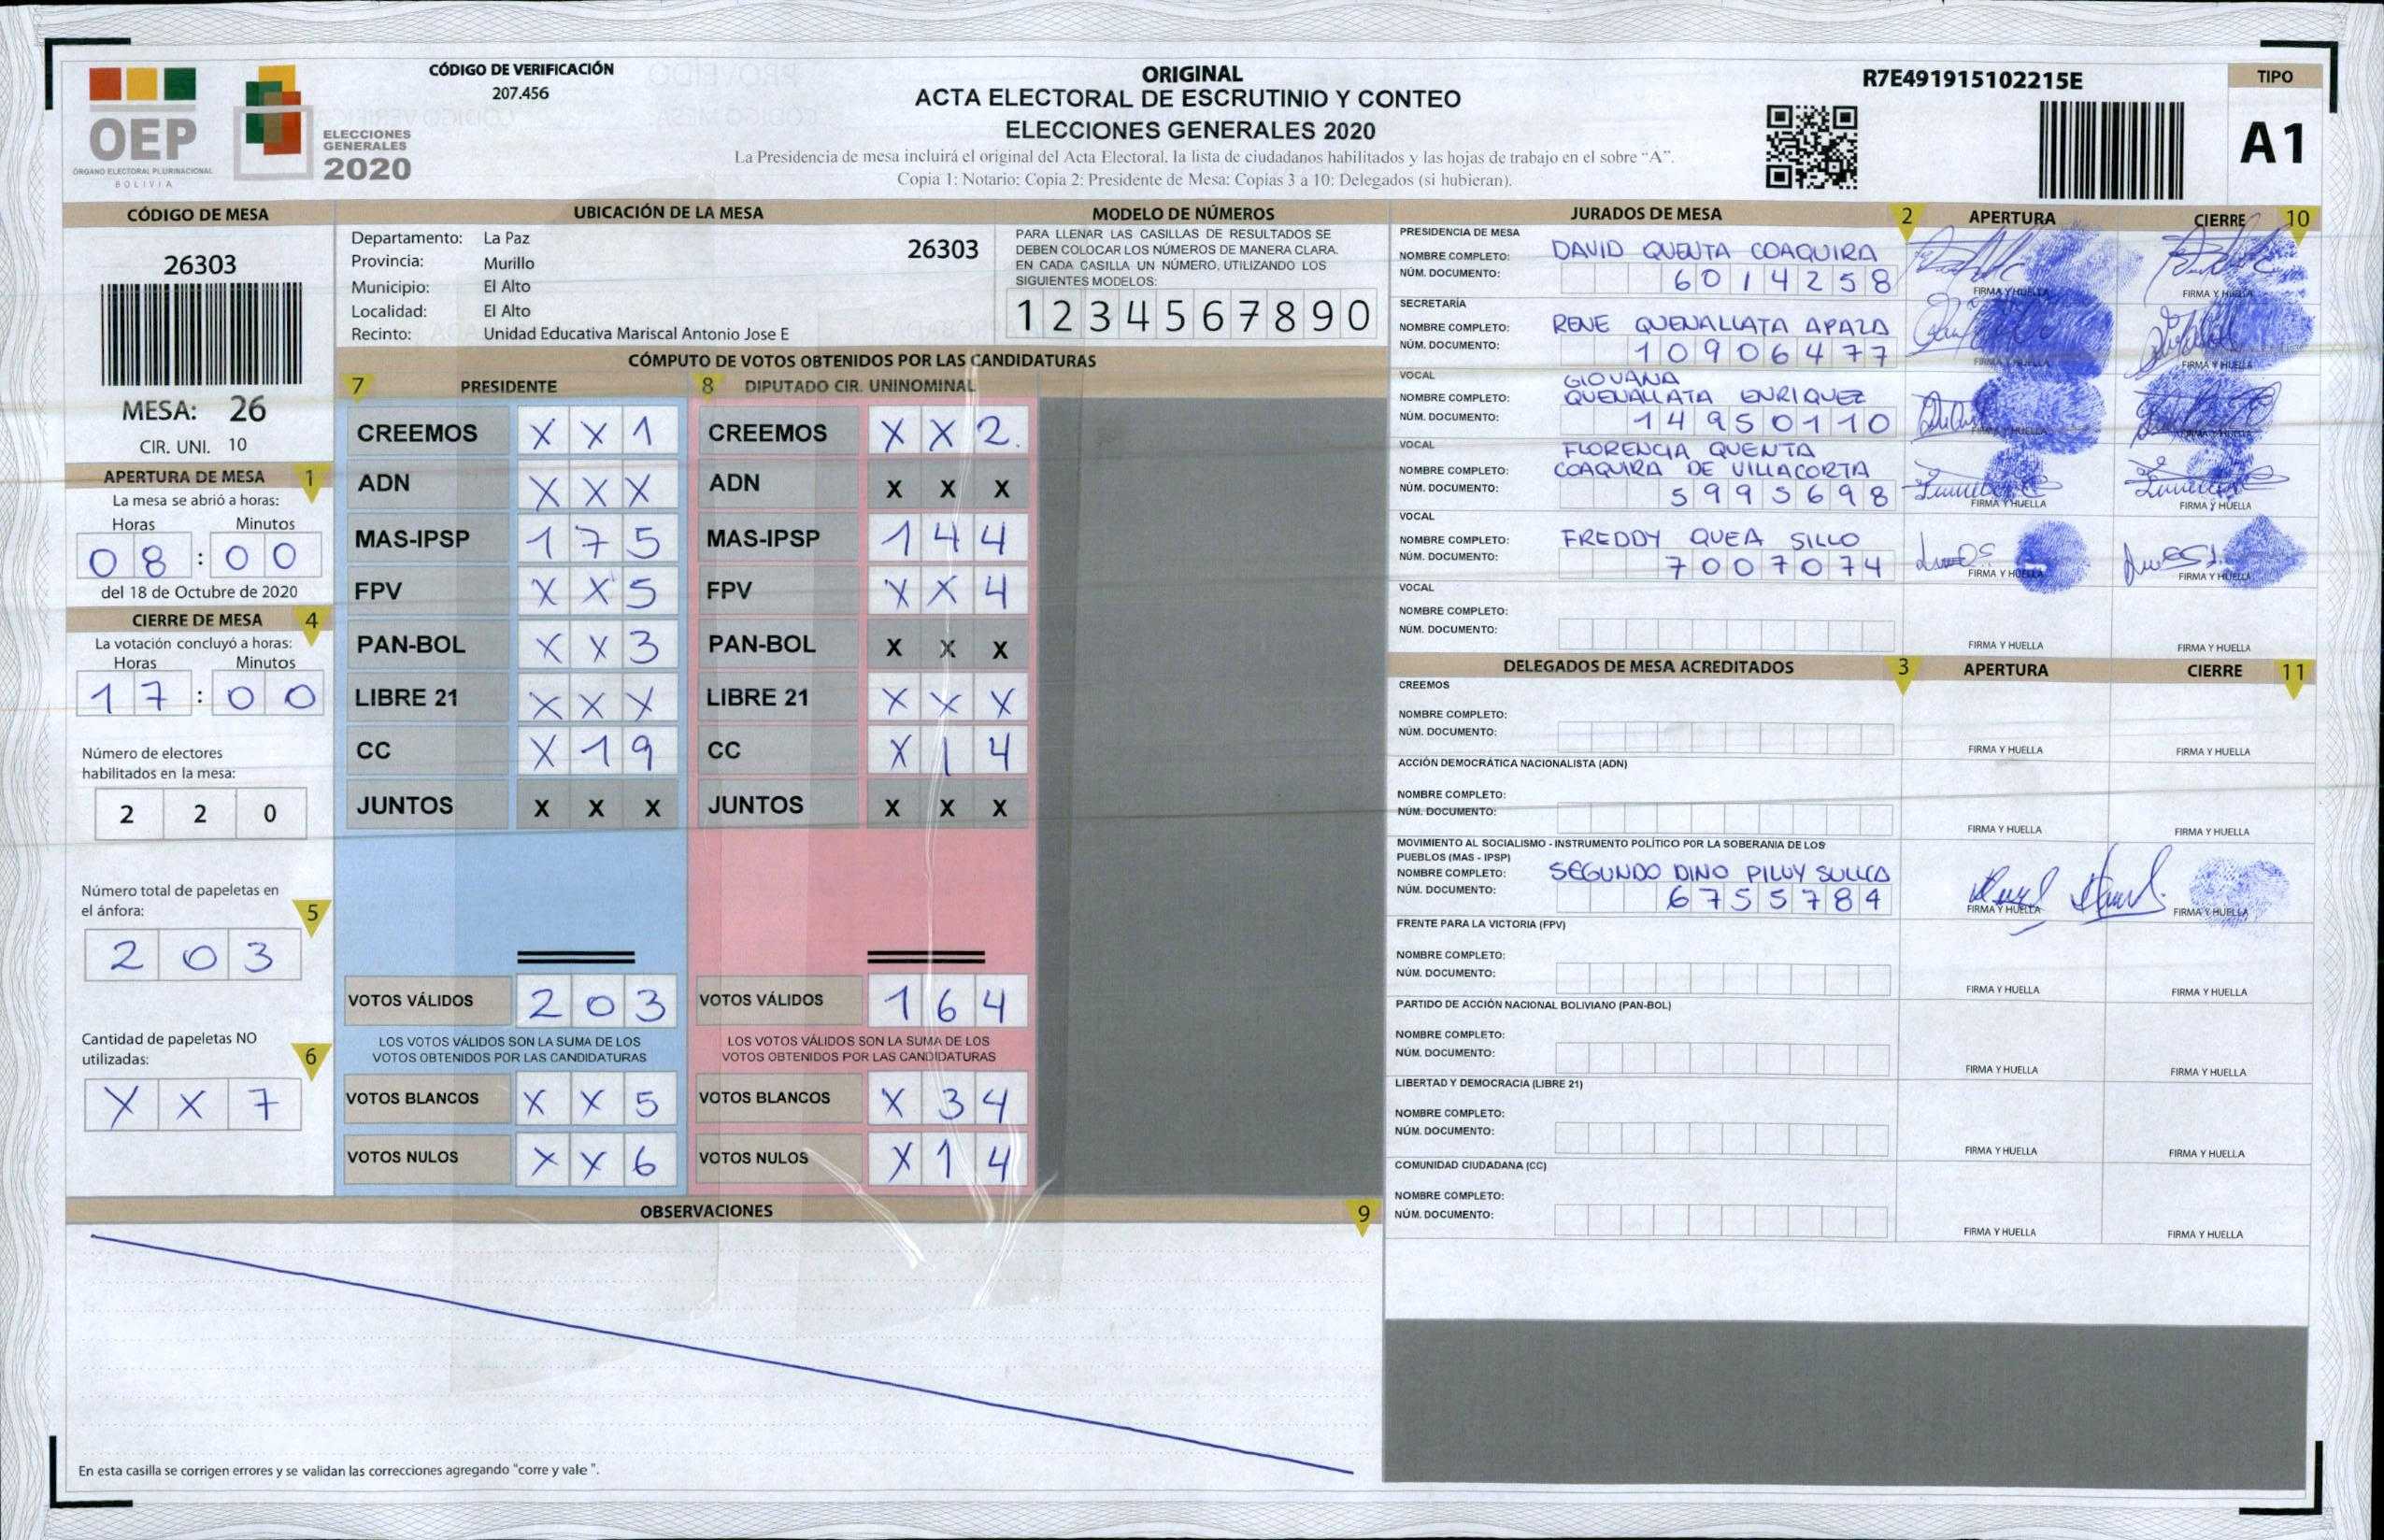 CÓDIGO DE VERIFICACIÓN
207.456
OEP
ÓRGANO ELECTORAL PLURINACIONAL
BOLIVIA
ELECCIONES
GENERALES
2020
ORIGINAL
ACTA ELECTORAL DE ESCRUTINIO Y CONTEO
ELECCIONES GENERALES 2020
La Presidencia de mesa incluirá el original del Acta Electoral, la lista de ciudadanos habilitados y las hojas de trabajo en el sobre “A”.
Copia 1: Notario; Copia 2: Presidente de Mesa; Copias 3 a 10: Delegados (si hubieran).
R7E491915102215E
TIPO
A1
CÓDIGO DE MESA
26303
MESA: 26
CIR. UNI. 10
APERTURA DE MESA 1
La mesa se abrió a horas:
Horas Minutos
08:00
del 18 de Octubre de 2020
CIERRE DE MESA 4
La votación concluyó a horas:
Horas Minutos
17:00
Número de electores
habilitados en la mesa:
2 2 0
Número total de papeletas en
el ánfora: 5
2 0 3
Cantidad de papeletas NO
utilizadas: 6
X X 7
UBICACIÓN DE LA MESA
Departamento: La Paz 26303
Provincia: Murillo
Municipio: El Alto
Localidad: El Alto
Recinto: Unidad Educativa Mariscal Antonio Jose E
MODELO DE NÚMEROS
PARA LLENAR LAS CASILLAS DE RESULTADOS SE
DEBEN COLOCAR LOS NÚMEROS DE MANERA CLARA.
EN CADA CASILLA UN NÚMERO, UTILIZANDO LOS
SIGUIENTES MODELOS:
1 2 3 4 5 6 7 8 9 0
CÓMPUTO DE VOTOS OBTENIDOS POR LAS CANDIDATURAS
7 PRESIDENTE 8 DIPUTADO CIR. UNINOMINAL
CREEMOS X X 1 CREEMOS X X 2
ADN X X X ADN X X X
MAS-IPSP 1 7 5 MAS-IPSP 1 4 4
FPV X X 5 FPV X X 4
PAN-BOL X X 3 PAN-BOL X X X
LIBRE 21 X X X LIBRE 21 X X X
CC X 1 9 CC X 1 4
JUNTOS X X X JUNTOS X X X
VOTOS VÁLIDOS 2 0 3 VOTOS VÁLIDOS 1 6 4
LOS VOTOS VÁLIDOS SON LA SUMA DE LOS LOS VOTOS VÁLIDOS SON LA SUMA DE LOS
VOTOS OBTENIDOS POR LAS CANDIDATURAS VOTOS OBTENIDOS POR LAS CANDIDATURAS
VOTOS BLANCOS X X 5 VOTOS BLANCOS X 3 4
VOTOS NULOS X X 6 VOTOS NULOS X 1 4
OBSERVACIONES 9
En esta casilla se corrigen errores y se validan las correcciones agregando “corre y vale ”.
JURADOS DE MESA 2 APERTURA CIERRE 10
PRESIDENCIA DE MESA
NOMBRE COMPLETO: DAVID QUENTA COAQUIRA
NÚM. DOCUMENTO: 6014258
FIRMA Y HUELLA FIRMA Y HUELLA
SECRETARÍA
NOMBRE COMPLETO: RENE QUENALLATA APAZA
NÚM. DOCUMENTO: 10906477
FIRMA Y HUELLA FIRMA Y HUELLA
VOCAL GIOVANA
NOMBRE COMPLETO: QUENALLATA ENRIQUEZ
NÚM. DOCUMENTO: 14950110
FIRMA Y HUELLA FIRMA Y HUELLA
VOCAL FLORENCIA QUENTA
NOMBRE COMPLETO: COAQUIRA DE VILLACORTA
NÚM. DOCUMENTO: 5995698
FIRMA Y HUELLA FIRMA Y HUELLA
VOCAL
NOMBRE COMPLETO: FREDDY QUEA SILLO
NÚM. DOCUMENTO: 7007074
FIRMA Y HUELLA FIRMA Y HUELLA
VOCAL
NOMBRE COMPLETO:
NÚM. DOCUMENTO:
FIRMA Y HUELLA FIRMA Y HUELLA
DELEGADOS DE MESA ACREDITADOS 3 APERTURA CIERRE 11
CREEMOS
NOMBRE COMPLETO:
NÚM. DOCUMENTO:
FIRMA Y HUELLA FIRMA Y HUELLA
ACCIÓN DEMOCRÁTICA NACIONALISTA (ADN)
NOMBRE COMPLETO:
NÚM. DOCUMENTO:
FIRMA Y HUELLA FIRMA Y HUELLA
MOVIMIENTO AL SOCIALISMO - INSTRUMENTO POLÍTICO POR LA SOBERANIA DE LOS
PUEBLOS (MAS - IPSP)
NOMBRE COMPLETO: SEGUNDO DINO
NÚM. DOCUMENTO: 6755784
FIRMA Y HUELLA FIRMA Y HUELLA
FRENTE PARA LA VICTORIA (FPV)
NOMBRE COMPLETO:
NÚM. DOCUMENTO:
FIRMA Y HUELLA FIRMA Y HUELLA
PARTIDO DE ACCIÓN NACIONAL BOLIVIANO (PAN-BOL)
NOMBRE COMPLETO:
NÚM. DOCUMENTO:
FIRMA Y HUELLA FIRMA Y HUELLA
LIBERTAD Y DEMOCRACIA (LIBRE 21)
NOMBRE COMPLETO:
NÚM. DOCUMENTO:
FIRMA Y HUELLA FIRMA Y HUELLA
COMUNIDAD CIUDADANA (CC)
NOMBRE COMPLETO:
NÚM. DOCUMENTO:
FIRMA Y HUELLA FIRMA Y HUELLA